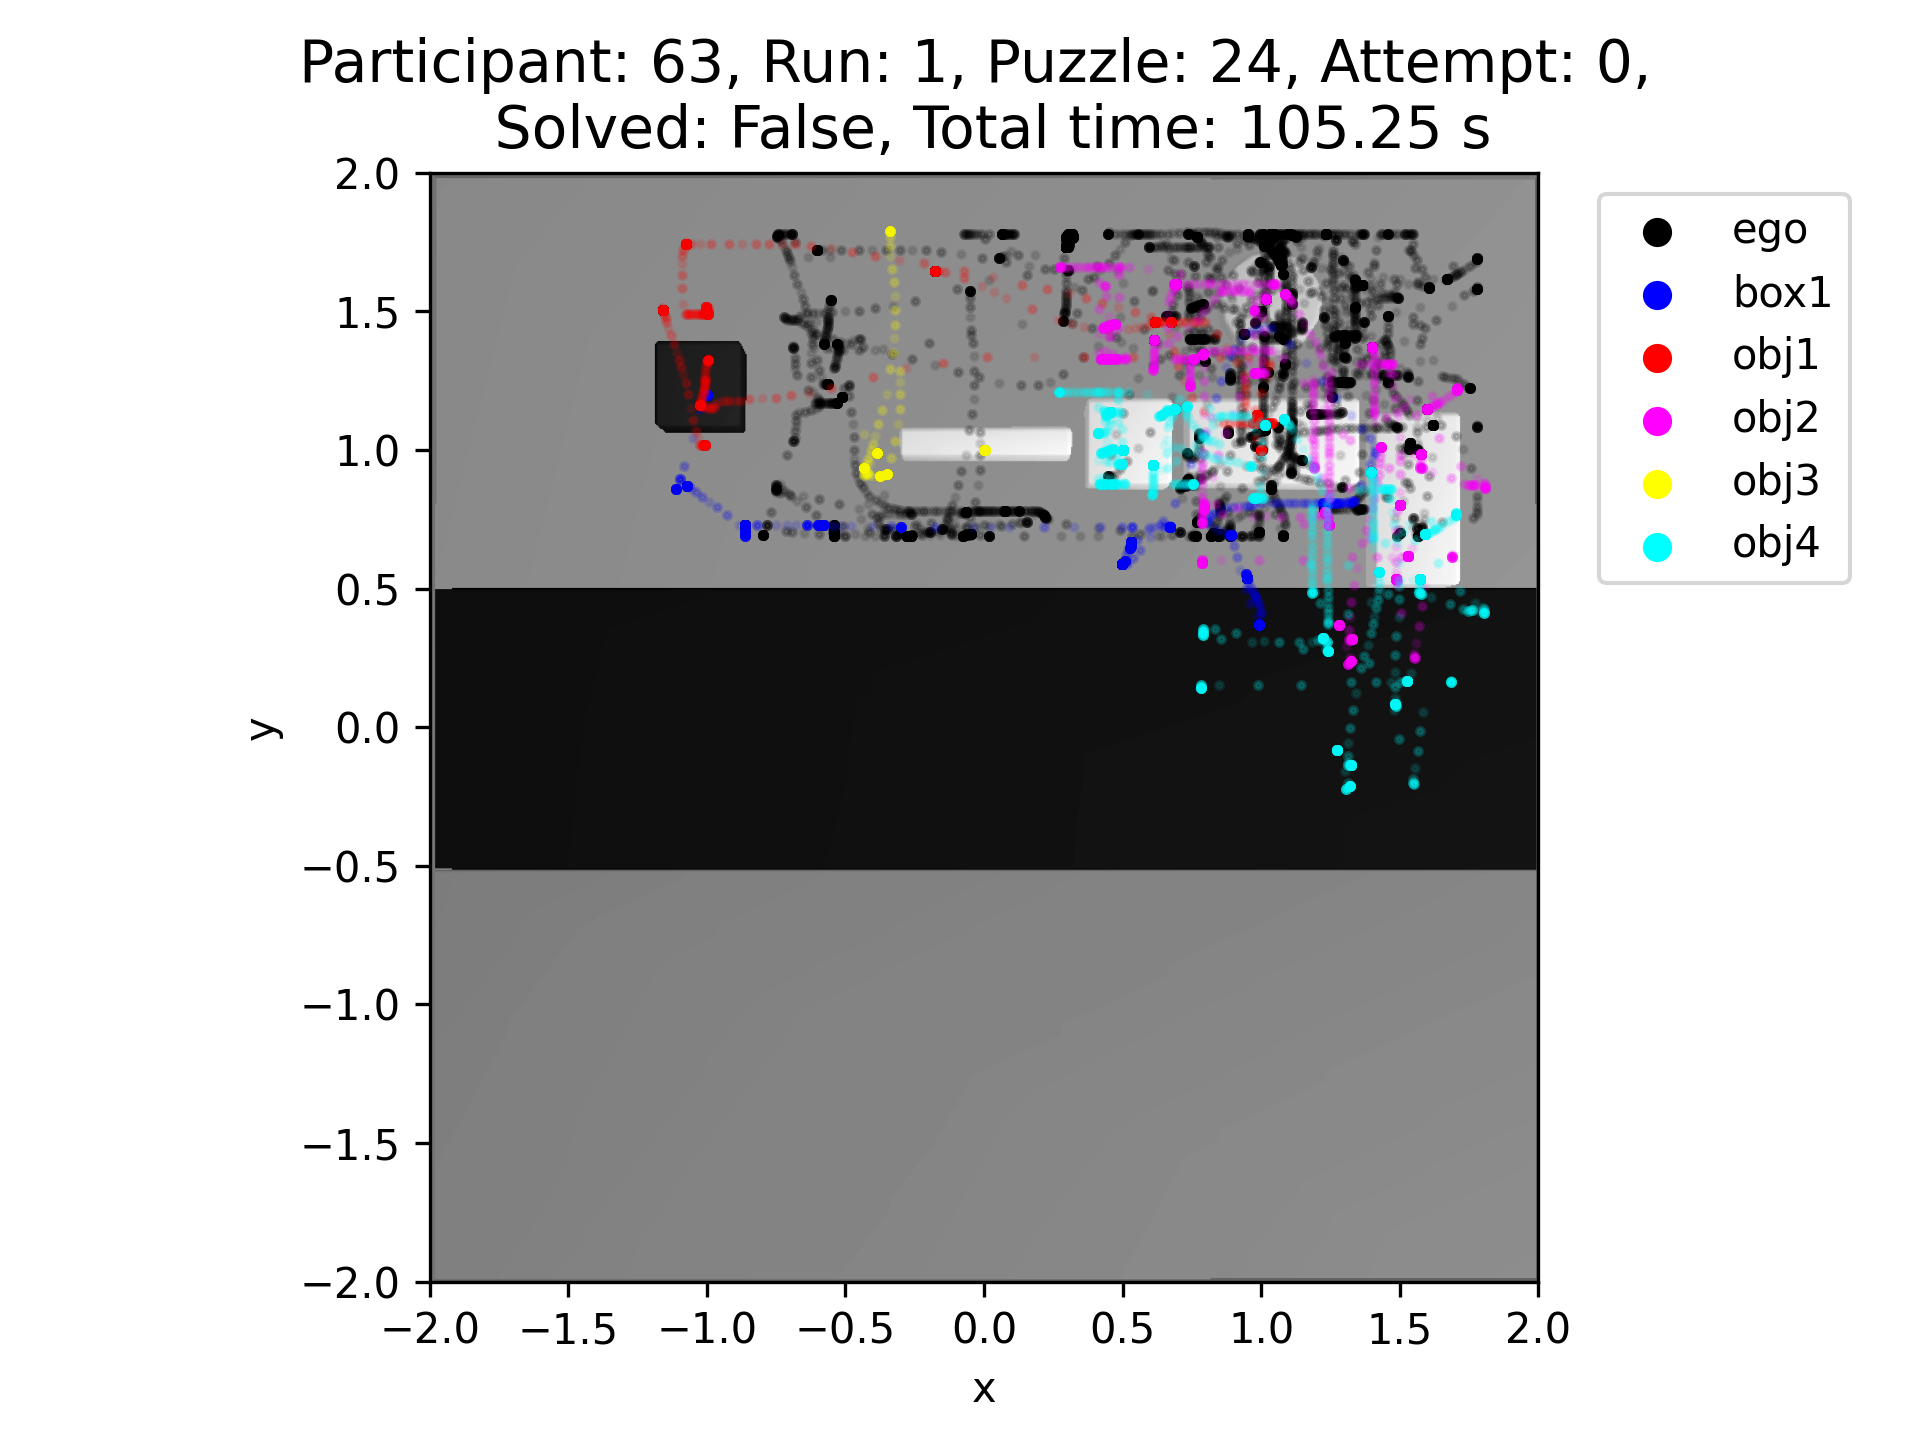 Participant: 63, Run: 1, Puzzle: 24, Attempt: 0,
Solved: False, Total time: 105.25 s
2.0
1.5
1.0
0.5
0.0
−0.5
−1.0
−1.5
−2.0
y
−2.0 −1.5 −1.0 −0.5 0.0 0.5 1.0 1.5 2.0
x
ego
box1
obj1
obj2
obj3
obj4